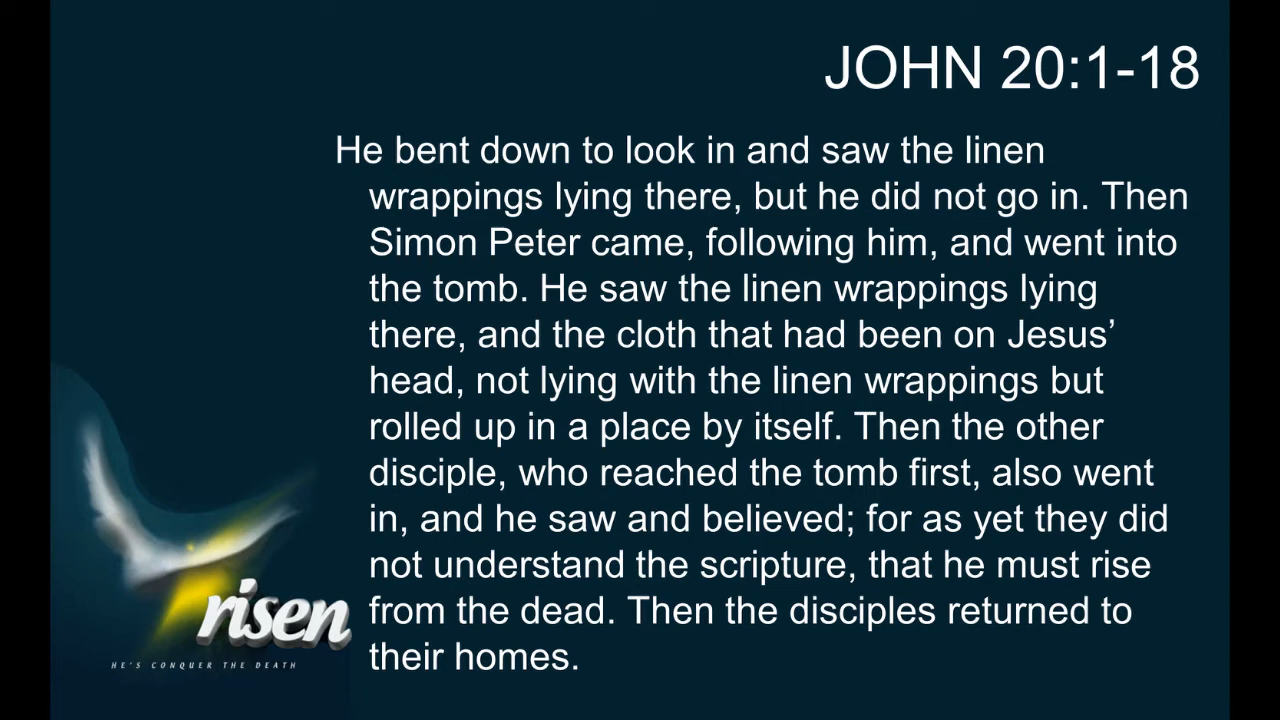 JOHN 20:1-18
He bent down to look in and saw the linen
wrappings lying there, but he did not go in. Then
Simon Peter came, following him, and went into
the tomb. He saw the linen wrappings lying
there, and the cloth that had been on Jesus’
head, not lying with the linen wrappings but
rolled up in a place by itself. Then the other
disciple, who reached the tomb first, also went
in, and he saw and believed; for as yet they did
not understand the scripture, that he must rise
from the dead. Then the disciples returned to
their homes.
risen
HE'S CONQUER THE DEATH